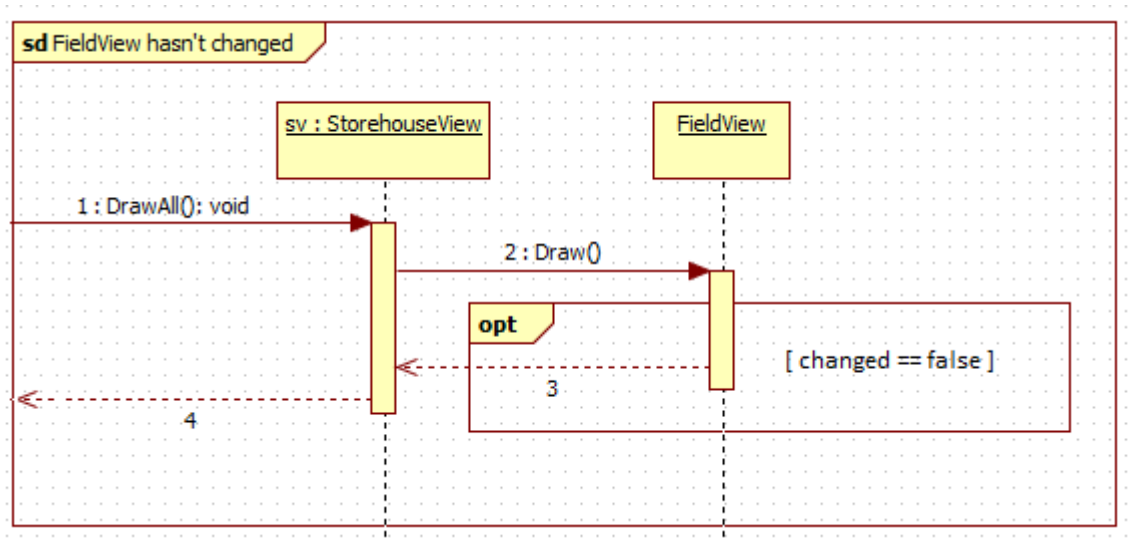 sd FieldView hasn't changed
sv : StorehouseView
FieldView
1 : DrawAll(): void
2 : Draw()
opt
[ changed == false ]
3
4